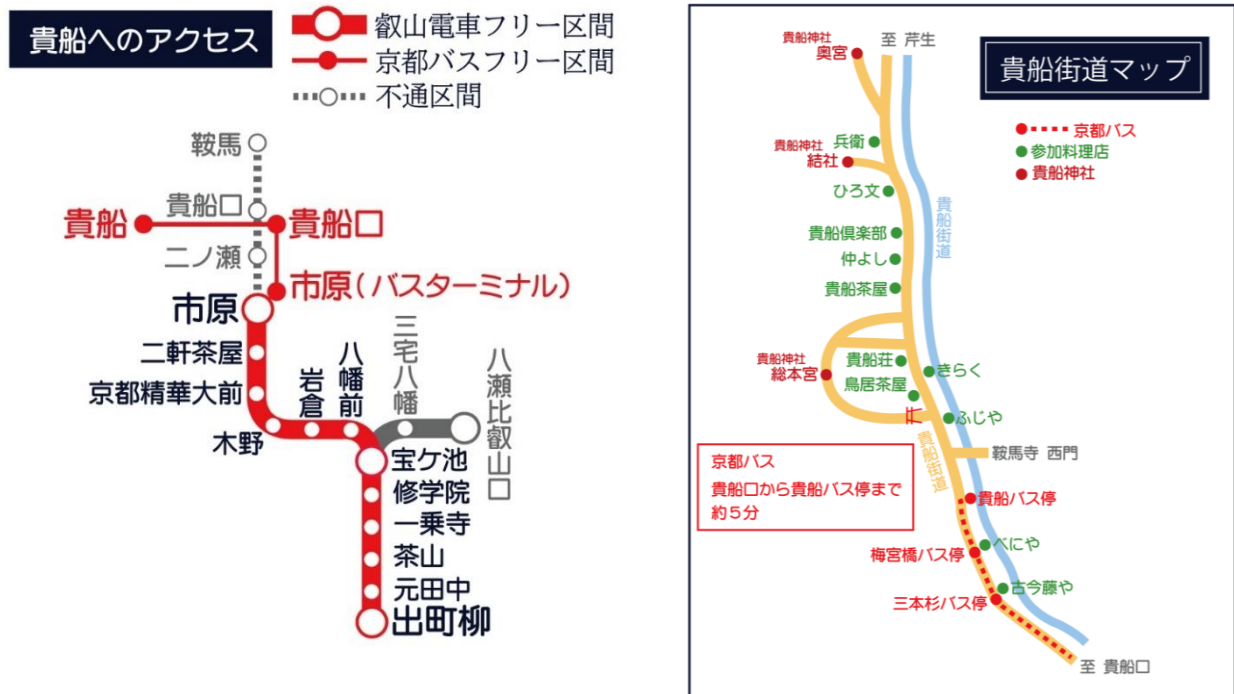 貴船へのアクセス
叡山電車フリー区間
京都バスフリー区間
不通区間
鞍馬
貴船口
貴船
貴船口
二ノ瀬
市原(バスターミナル)
市原
二軒茶屋
京都精華大前
木野
岩倉
八幡前
三宅八幡
八瀬比叡山口
宝ケ池
修学院
一乗寺
茶山
元田中
出町柳
貴船街道マップ
京都バス
参加料理店
貴船神社
至 芹生
貴船神社
奥宮
兵衛
貴船神社
結社
ひろ文
貴船街道
貴船倶楽部
仲よし
貴船茶屋
貴船神社
総本宮
貴船荘
きらく
鳥居茶屋
ふじや
貴船街道
鞍馬寺 西門
京都バス
貴船口から貴船バス停まで
約5分
貴船バス停
べにや
梅宮橋バス停
古今藤や
三本杉バス停
至 貴船口